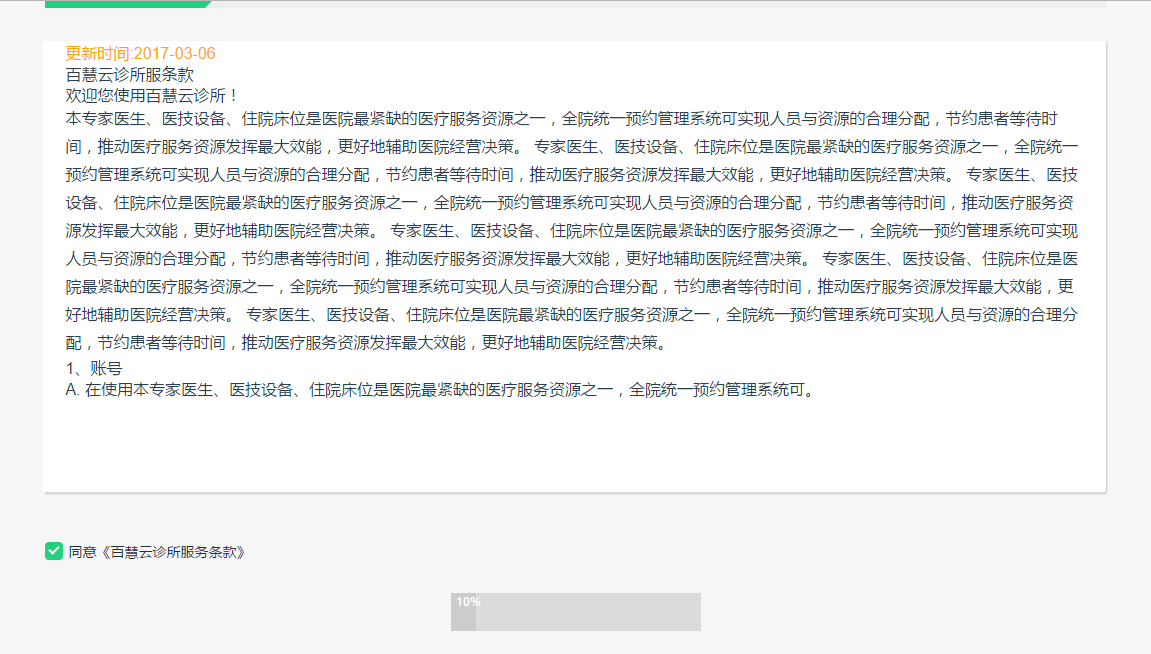 更新时间:2017-03-06
百慧云诊所服条款
欢迎您使用百慧云诊所！
本专家医生、医技设备、住院床位是医院最紧缺的医疗服务资源之一，全院统一预约管理系统可实现人员与资源的合理分配，节约患者等待时
间，推动医疗服务资源发挥最大效能，更好地辅助医院经营决策。 专家医生、医技设备、住院床位是医院最紧缺的医疗服务资源之一，全院统一
预约管理系统可实现人员与资源的合理分配，节约患者等待时间，推动医疗服务资源发挥最大效能，更好地辅助医院经营决策。 专家医生、医技
设备、住院床位是医院最紧缺的医疗服务资源之一，全院统一预约管理系统可实现人员与资源的合理分配，节约患者等待时间，推动医疗服务资
源发挥最大效能，更好地辅助医院经营决策。 专家医生、医技设备、住院床位是医院最紧缺的医疗服务资源之一，全院统一预约管理系统可实现
人员与资源的合理分配，节约患者等待时间，推动医疗服务资源发挥最大效能，更好地辅助医院经营决策。 专家医生、医技设备、住院床位是医
院最紧缺的医疗服务资源之一，全院统一预约管理系统可实现人员与资源的合理分配，节约患者等待时间，推动医疗服务资源发挥最大效能，更
好地辅助医院经营决策。 专家医生、医技设备、住院床位是医院最紧缺的医疗服务资源之一，全院统一预约管理系统可实现人员与资源的合理分
配，节约患者等待时间，推动医疗服务资源发挥最大效能，更好地辅助医院经营决策。
1、账号
A. 在使用本专家医生、医技设备、住院床位是医院最紧缺的医疗服务资源之一，全院统一预约管理系统可。
同意《百慧云诊所服务条款》
10%